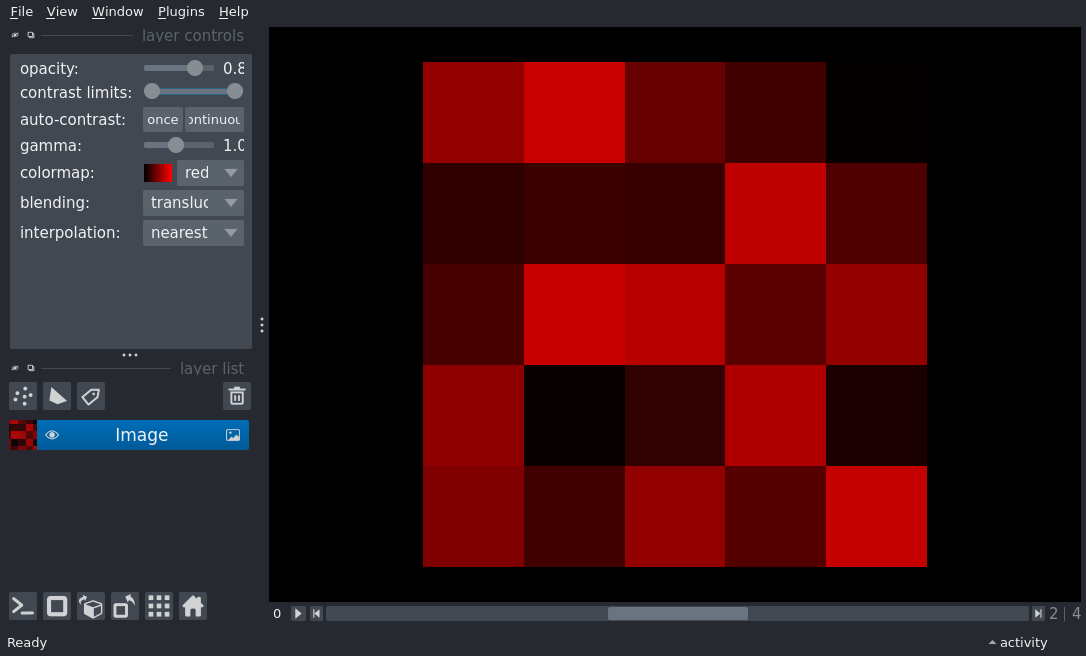 File View Window Plugins Help
layer controls
opacity: 0.8
contrast limits:
auto-contrast: once ontinuou
gamma: 1.0
colormap: red
blending: transluc
interpolation: nearest
layer list
Image
0 2 | 4
Ready activity